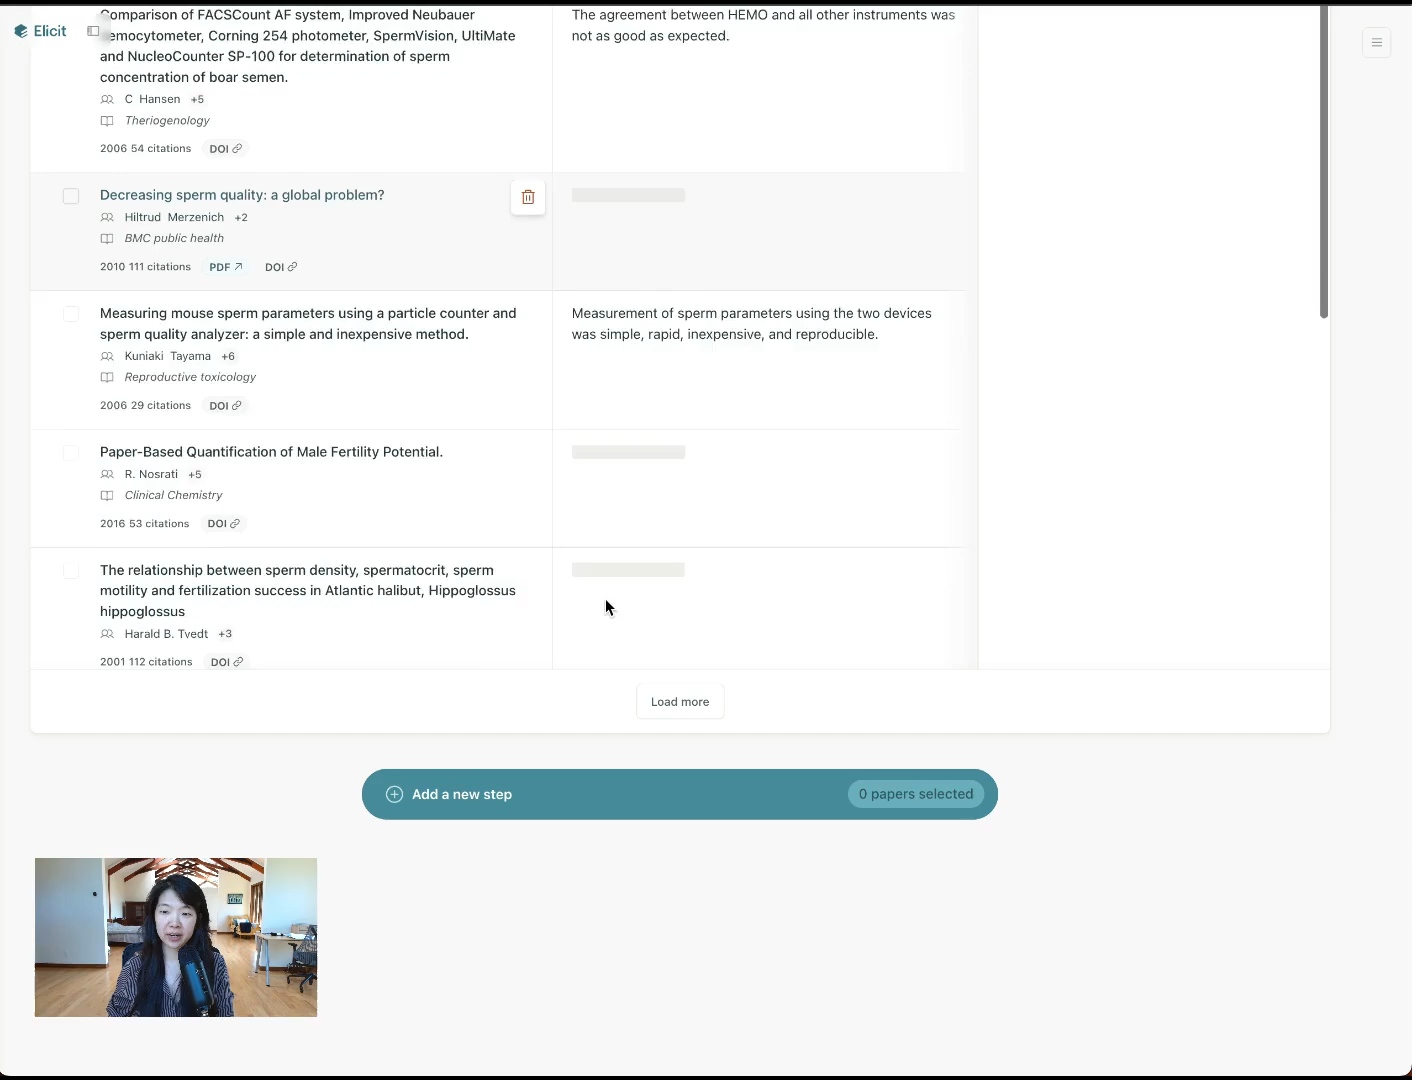 Elicit
Comparison of FACSCount AF system, Improved Neubauer
hemocytometer, Corning 254 photometer, SpermVision, UltiMate
and NucleoCounter SP-100 for determination of sperm
concentration of boar semen.
C Hansen +5
Theriogenology
2006 54 citations DOI
The agreement between HEMO and all other instruments was
not as good as expected.
Decreasing sperm quality: a global problem?
Hiltrud Merzenich +2
BMC public health
2010 111 citations PDF DOI
Measuring mouse sperm parameters using a particle counter and
sperm quality analyzer: a simple and inexpensive method.
Kuniaki Tayama +6
Reproductive toxicology
2006 29 citations DOI
Measurement of sperm parameters using the two devices
was simple, rapid, inexpensive, and reproducible.
Paper-Based Quantification of Male Fertility Potential.
R. Nosrati +5
Clinical Chemistry
2016 53 citations DOI
The relationship between sperm density, spermatocrit, sperm
motility and fertilization success in Atlantic halibut, Hippoglossus
hippoglossus
Harald B. Tvedt +3
2001 112 citations DOI
Load more
Add a new step
0 papers selected